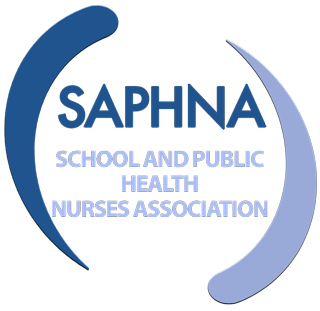 SAPHNA
SCHOOL AND PUBLIC
HEALTH
NURSES ASSOCIATION